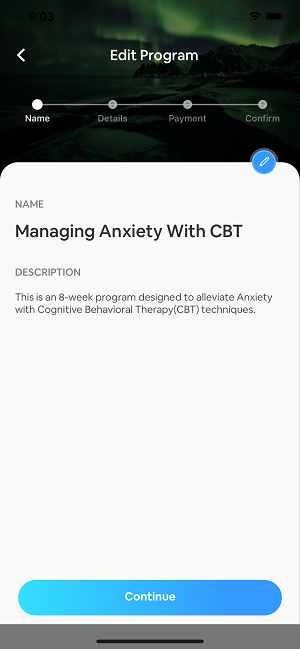 9:03
Edit Program
Name Details Payment Confirm
NAME
Managing Anxiety With CBT
DESCRIPTION
This is an 8-week program designed to alleviate Anxiety
with Cognitive Behavioral Therapy(CBT) techniques.
Continue